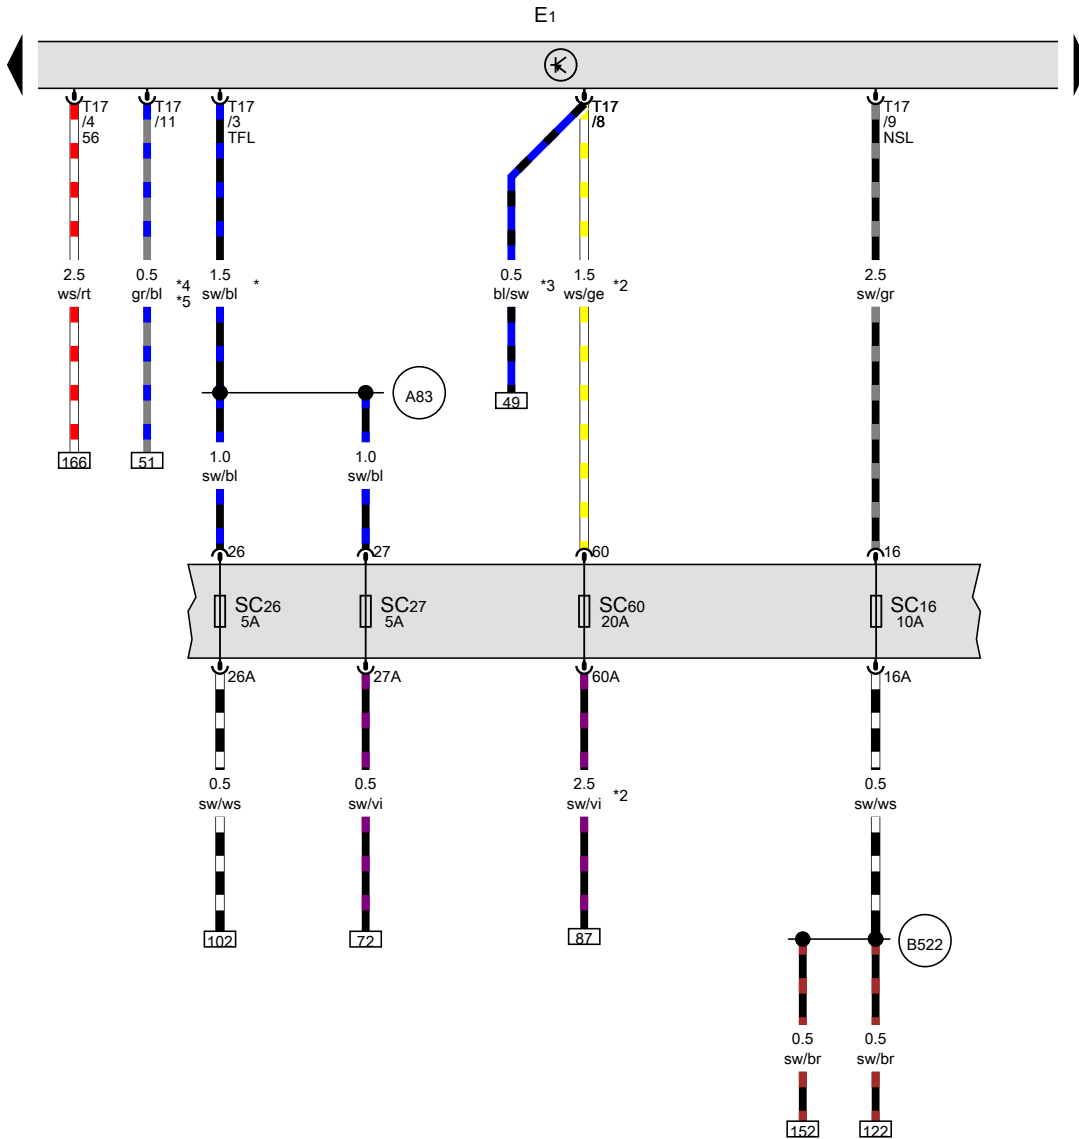 E1
T17
/4
56
T17
/11
T17
/3
TFL
T17
/8
T17
/9
NSL
2.5
ws/rt
0.5
gr/bl
*4
*5
1.5
sw/bl
*
0.5
bl/sw
*3
1.5
ws/ge
*2
2.5
sw/gr
A83
49
166
51
1.0
sw/bl
1.0
sw/bl
26
27
60
16
SC26
5A
SC27
5A
SC60
20A
SC16
10A
26A
27A
60A
16A
0.5
sw/ws
0.5
sw/vi
2.5
sw/vi
*2
0.5
sw/ws
102
72
87
B522
0.5
sw/br
0.5
sw/br
152
122